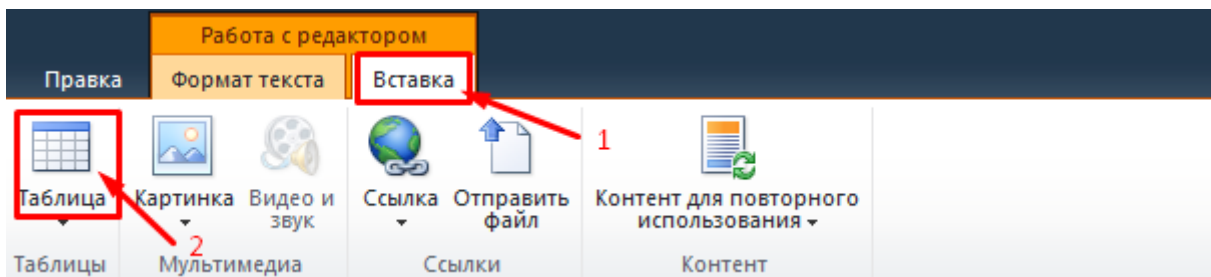 Работа с редактором
Правка Формат текста Вставка
1
Таблица Картинка Видео и звук Ссылка Отправить файл Контент для повторного использования
2
Таблицы Мультимедиа Ссылки Контент